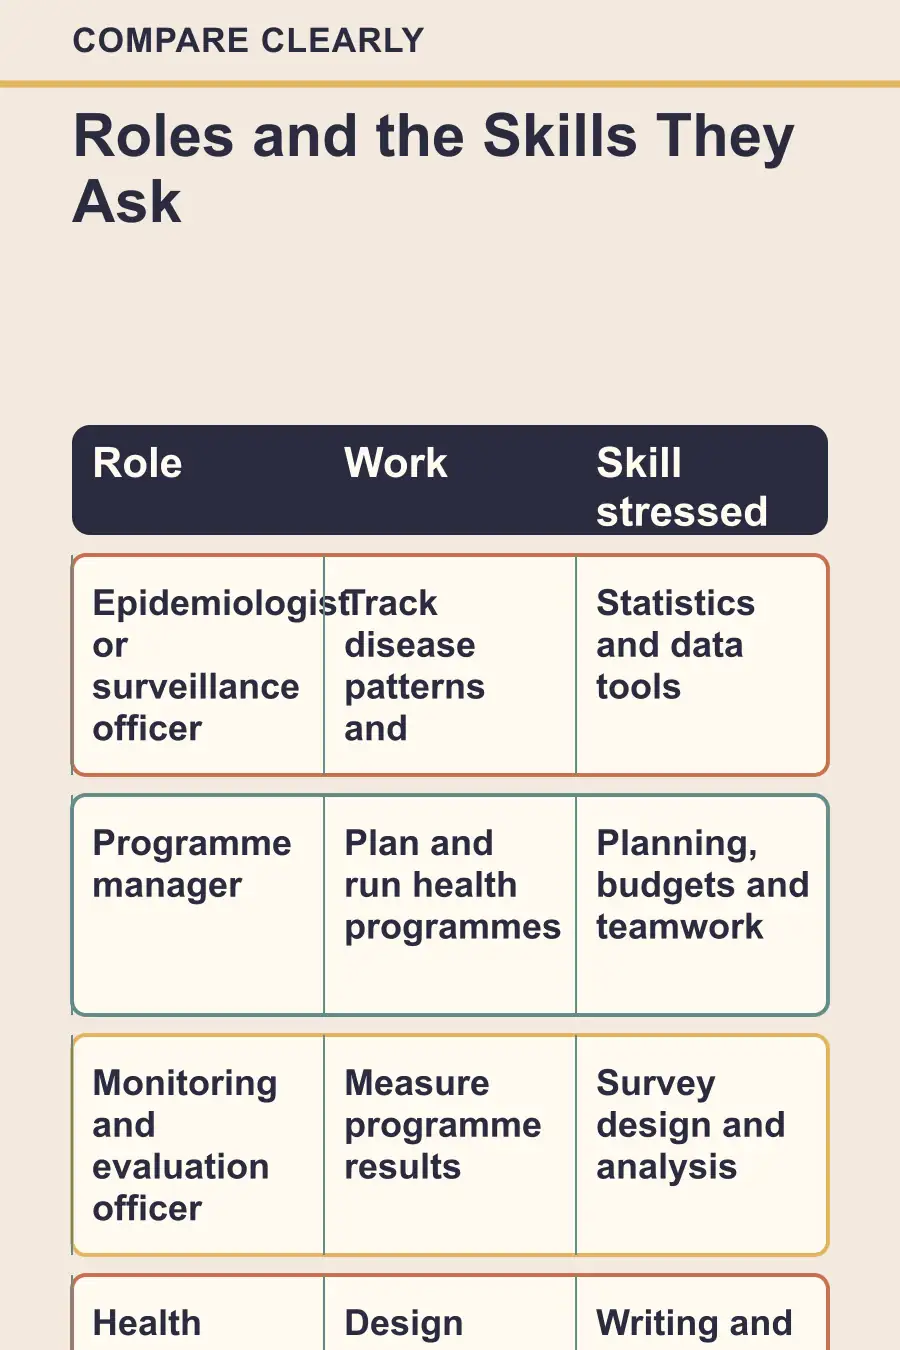 COMPARE CLEARLY
Roles and the Skills They
Ask
Role
Work
Skill
stressed
Epidemiologist
or
surveillance
officer
Track
disease
patterns
and
Statistics
and data
tools
Programme
manager
Plan and
run health
programmes
Planning,
budgets and
teamwork
Monitoring
and
evaluation
officer
Measure
programme
results
Survey
design and
analysis
Health
Design
Writing and